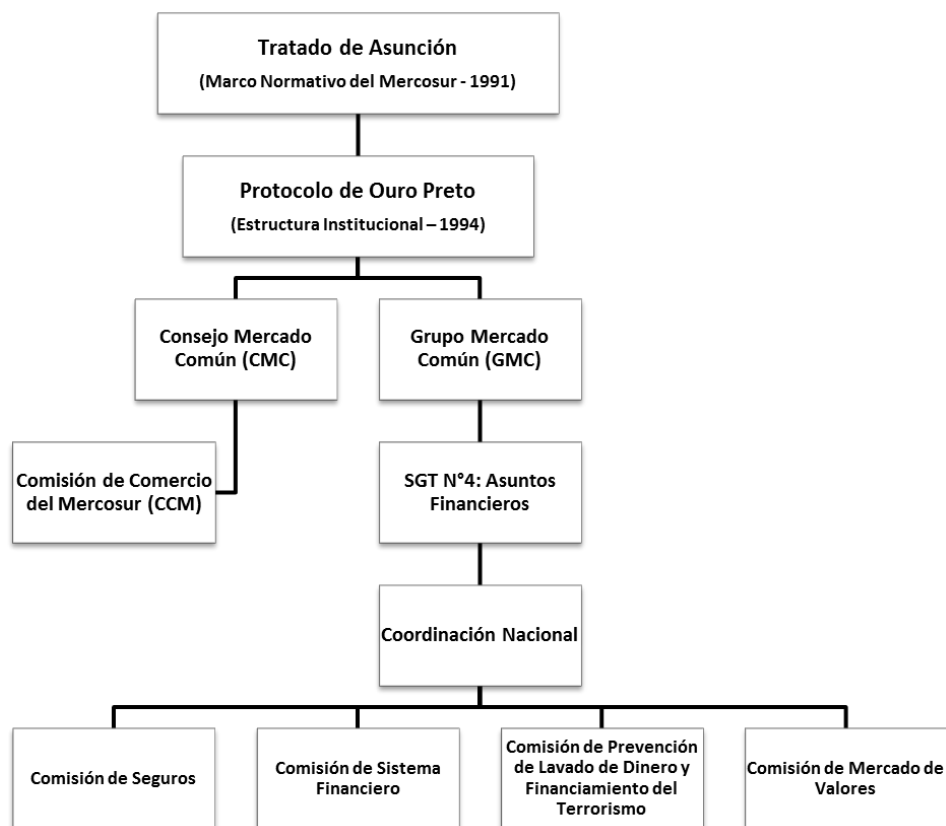 Tratado de Asunción
(Marco Normativo del Mercosur - 1991)
Protocolo de Ouro Preto
(Estructura Institucional – 1994)
Consejo Mercado
Común (CMC)
Grupo Mercado
Común (GMC)
Comisión de Comercio
del Mercosur (CCM)
SGT N°4: Asuntos
Financieros
Coordinación Nacional
Comisión de Seguros
Comisión de Sistema
Financiero
Comisión de Prevención
de Lavado de Dinero y
Financiamiento del
Terrorismo
Comisión de Mercado de
Valores